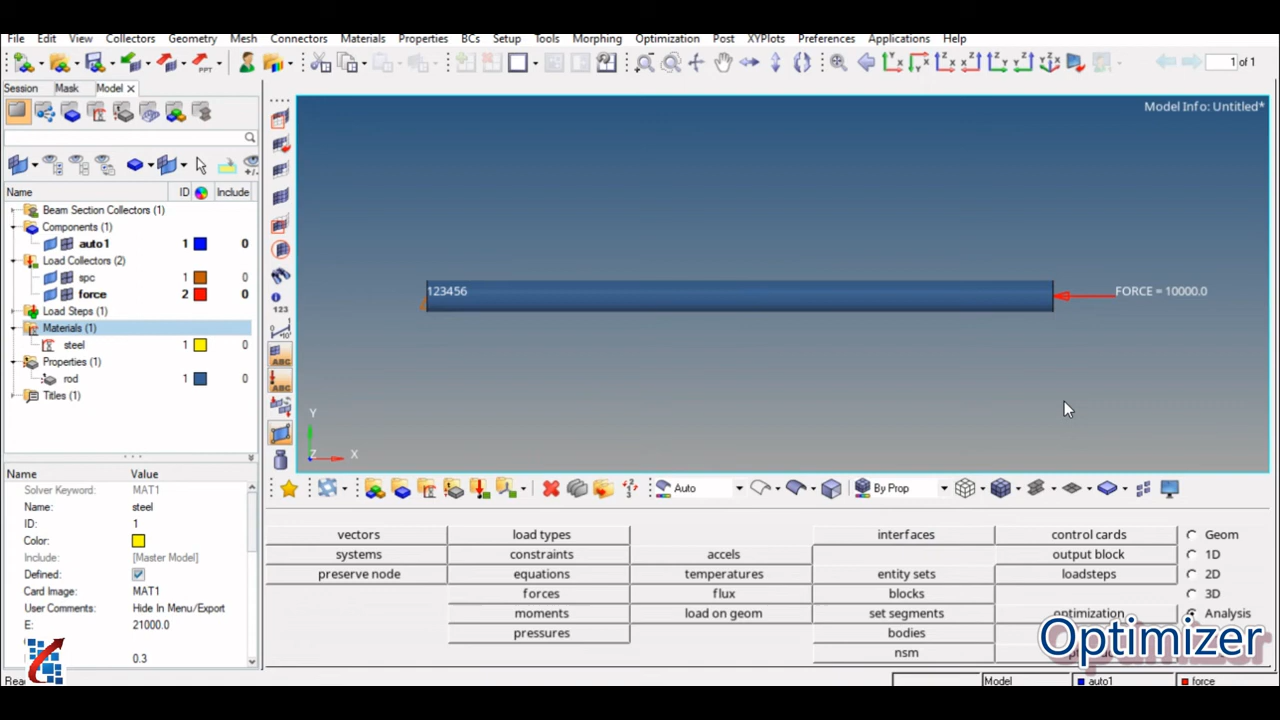 File Edit View Collectors Geometry Mesh Connectors Materials Properties BCs Setup Tools Morphing Optimization Post XYPlots Preferences Applications Help
1 of 1
Session Mask Model
Model Info: Untitled*
Name ID Include
Beam Section Collectors (1)
Components (1)
auto1 1 0
Load Collectors (2)
spc 1 0
force 2 0
Load Steps (1)
Materials (1)
steel 1 0
Properties (1)
rod 1 0
Titles (1)
123
ABC
ABC
123456
FORCE = 10000.0
Y
Z X
Name Value
Solver Keyword: MAT1
Name: steel
ID: 1
Color:
Include: [Master Model]
Defined:
Card Image: MAT1
User Comments: Hide In Menu/Export
E: 21000.0
0.3
Auto By Prop
vectors load types interfaces control cards Geom
systems constraints accels output block 1D
preserve node equations temperatures entity sets loadsteps 2D
forces flux blocks 3D
moments load on geom set segments optimization Analysis
pressures bodies
nsm
Optimizer
Model auto1 force